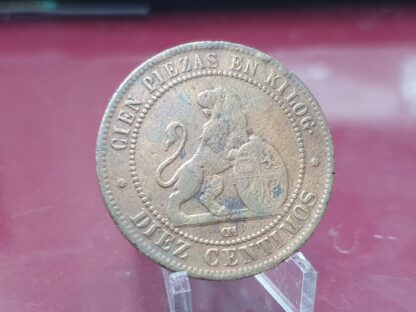 CIEN PIEZAS EN KILOG.
OM
DIEZ CENTIMOS